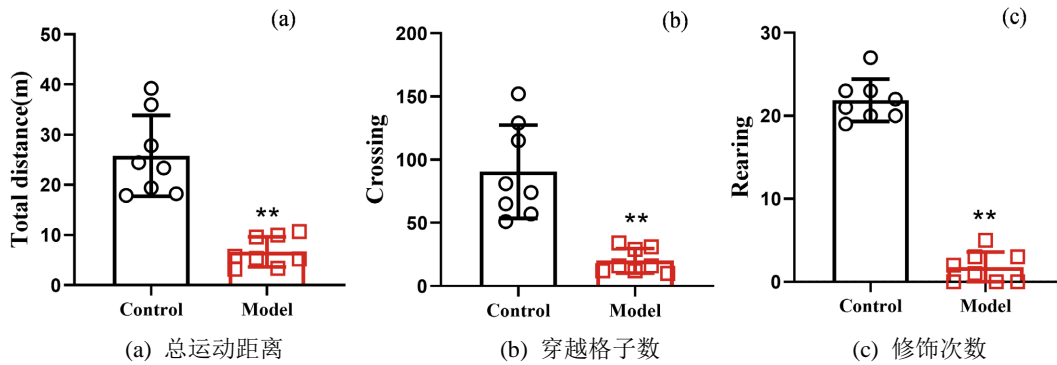 (a)
Total distance(m)
50
40
30
20
10
0
**
Control
Model
(a) 总运动距离
(b)
Crossing
200
150
100
50
0
**
Control
Model
(b) 穿越格子数
(c)
Rearing
30
20
10
0
**
Control
Model
(c) 修饰次数